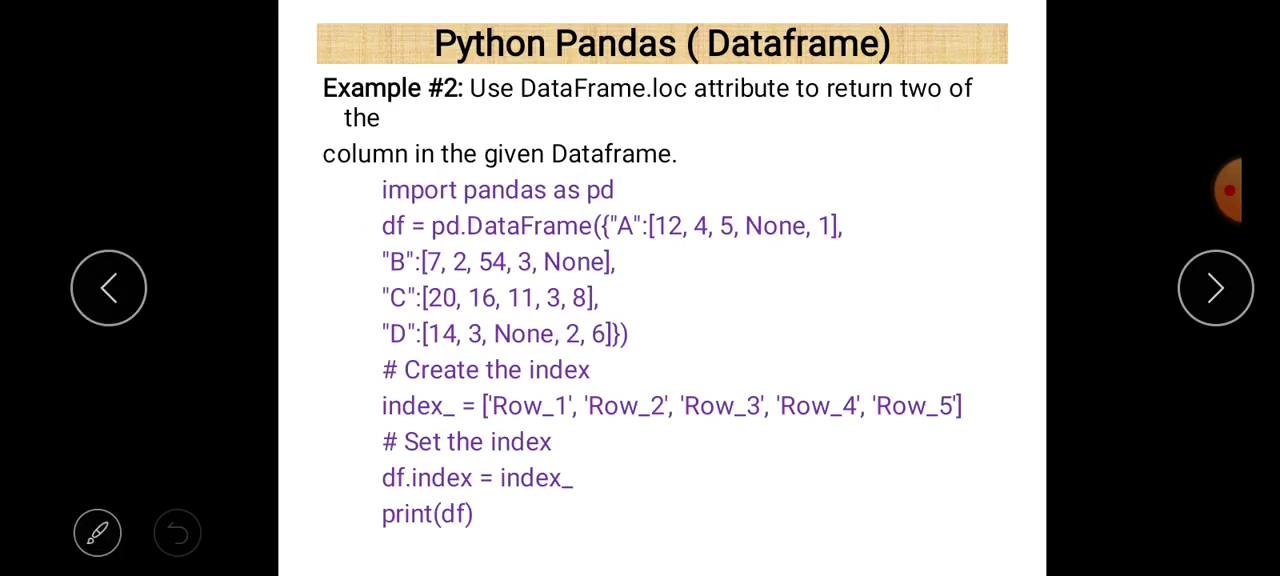 Python Pandas ( Dataframe)
Example #2: Use DataFrame.loc attribute to return two of
the
column in the given Dataframe.
import pandas as pd
df = pd.DataFrame({"A":[12, 4, 5, None, 1],
"B":[7, 2, 54, 3, None],
"C":[20, 16, 11, 3, 8],
"D":[14, 3, None, 2, 6]})
# Create the index
index_ = ['Row_1', 'Row_2', 'Row_3', 'Row_4', 'Row_5']
# Set the index
df.index = index_
print(df)